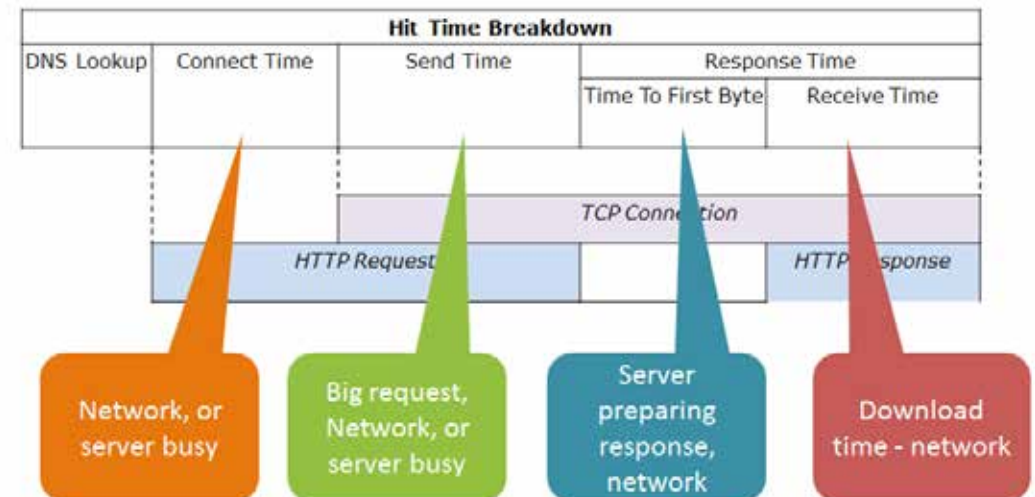 Hit Time Breakdown
DNS Lookup
Connect Time
Send Time
Response Time
Time To First Byte
Receive Time
TCP Connection
HTTP Request
HTTP Response
Network, or
server busy
Big request,
Network, or
server busy
Server
preparing
response,
network
Download
time - network